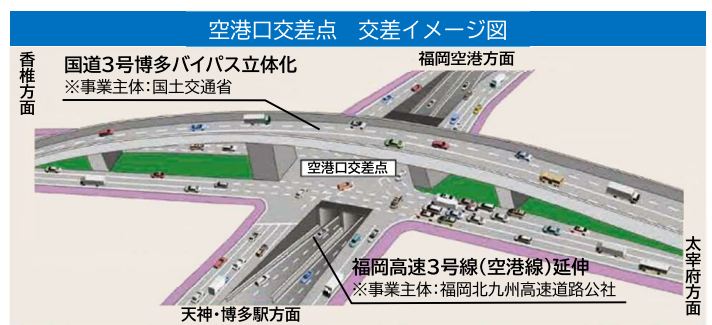 空港口交差点　交差イメージ図
香椎方面
国道3号博多バイパス立体化
※事業主体：国土交通省
福岡空港方面
空港口交差点
福岡高速3号線（空港線）延伸
※事業主体：福岡北九州高速道路公社
天神・博多駅方面
太宰府方面